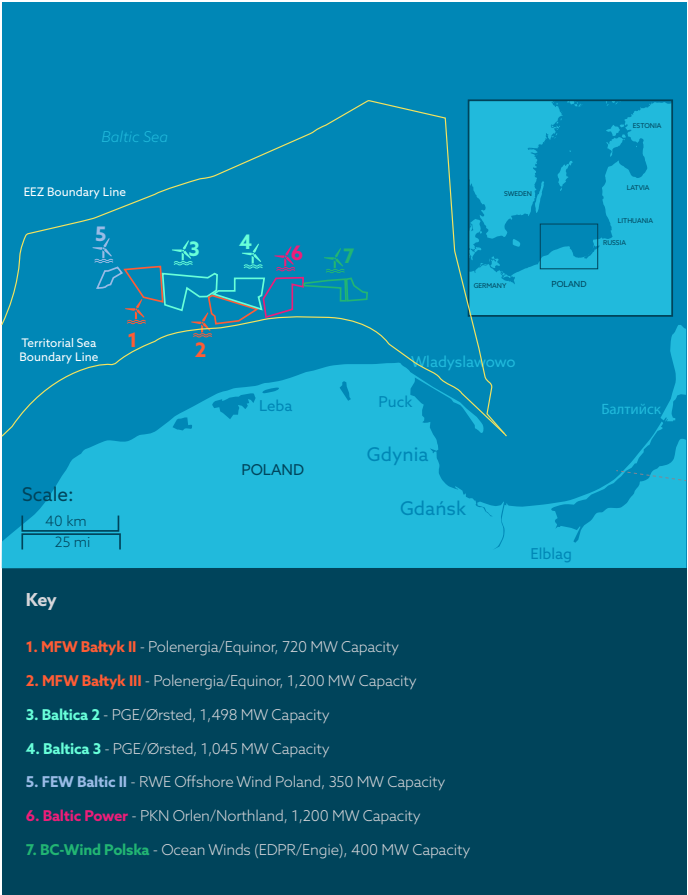 Baltic Sea
EEZ Boundary Line
5
3
4
6
7
Territorial Sea
Boundary Line
1
2
ESTONIA
SWEDEN
LATVIA
LITHUANIA
RUSSIA
GERMANY
POLAND
Wladyslawowo
Leba
Puck
Балтийск
Gdynia
POLAND
Scale:
40 km
25 mi
Gdańsk
Elblag
Key
1. MFW Bałtyk II - Polenergia/Equinor, 720 MW Capacity
2. MFW Bałtyk III - Polenergia/Equinor, 1,200 MW Capacity
3. Baltica 2 - PGE/Ørsted, 1,498 MW Capacity
4. Baltica 3 - PGE/Ørsted, 1,045 MW Capacity
5. FEW Baltic II - RWE Offshore Wind Poland, 350 MW Capacity
6. Baltic Power - PKN Orlen/Northland, 1,200 MW Capacity
7. BC-Wind Polska - Ocean Winds (EDPR/Engie), 400 MW Capacity